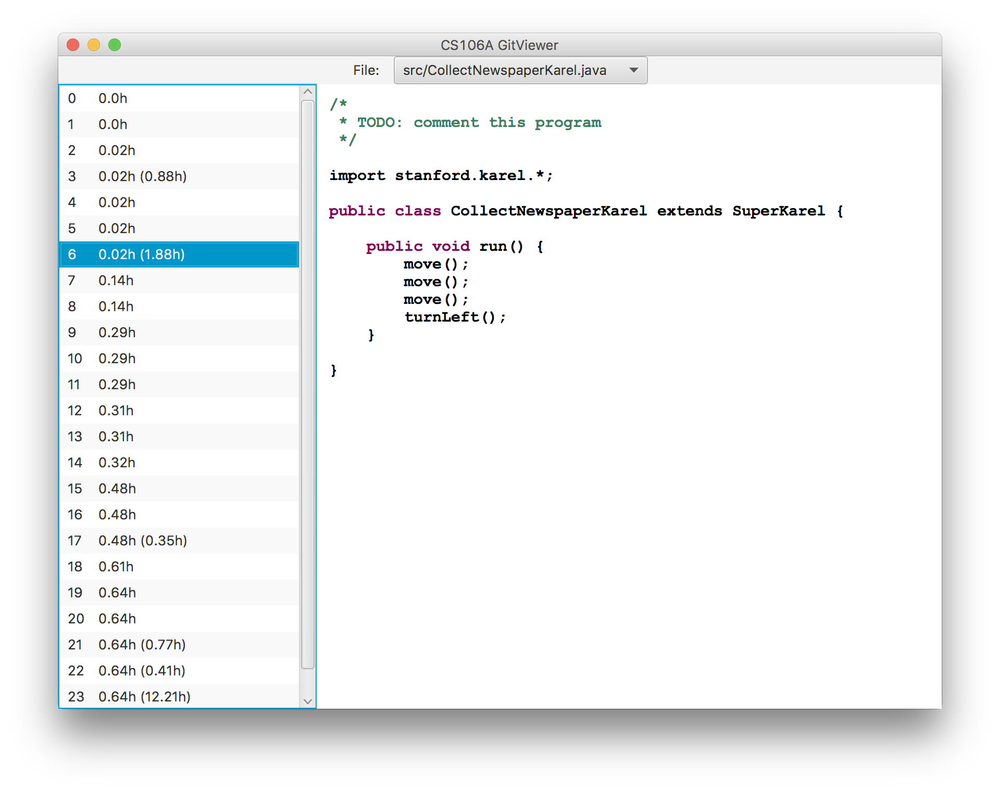 CS106A GitViewer
File: src/CollectNewspaperKarel.java
0 0.0h
1 0.0h
2 0.02h
3 0.02h (0.88h)
4 0.02h
5 0.02h
6 0.02h (1.88h)
7 0.14h
8 0.14h
9 0.29h
10 0.29h
11 0.29h
12 0.31h
13 0.31h
14 0.32h
15 0.48h
16 0.48h
17 0.48h (0.35h)
18 0.61h
19 0.64h
20 0.64h
21 0.64h (0.77h)
22 0.64h (0.41h)
23 0.64h (12.21h)
/*
 * TODO: comment this program
 */
import stanford.karel.*;
public class CollectNewspaperKarel extends SuperKarel {
    public void run() {
        move();
        move();
        move();
        turnLeft();
    }
}